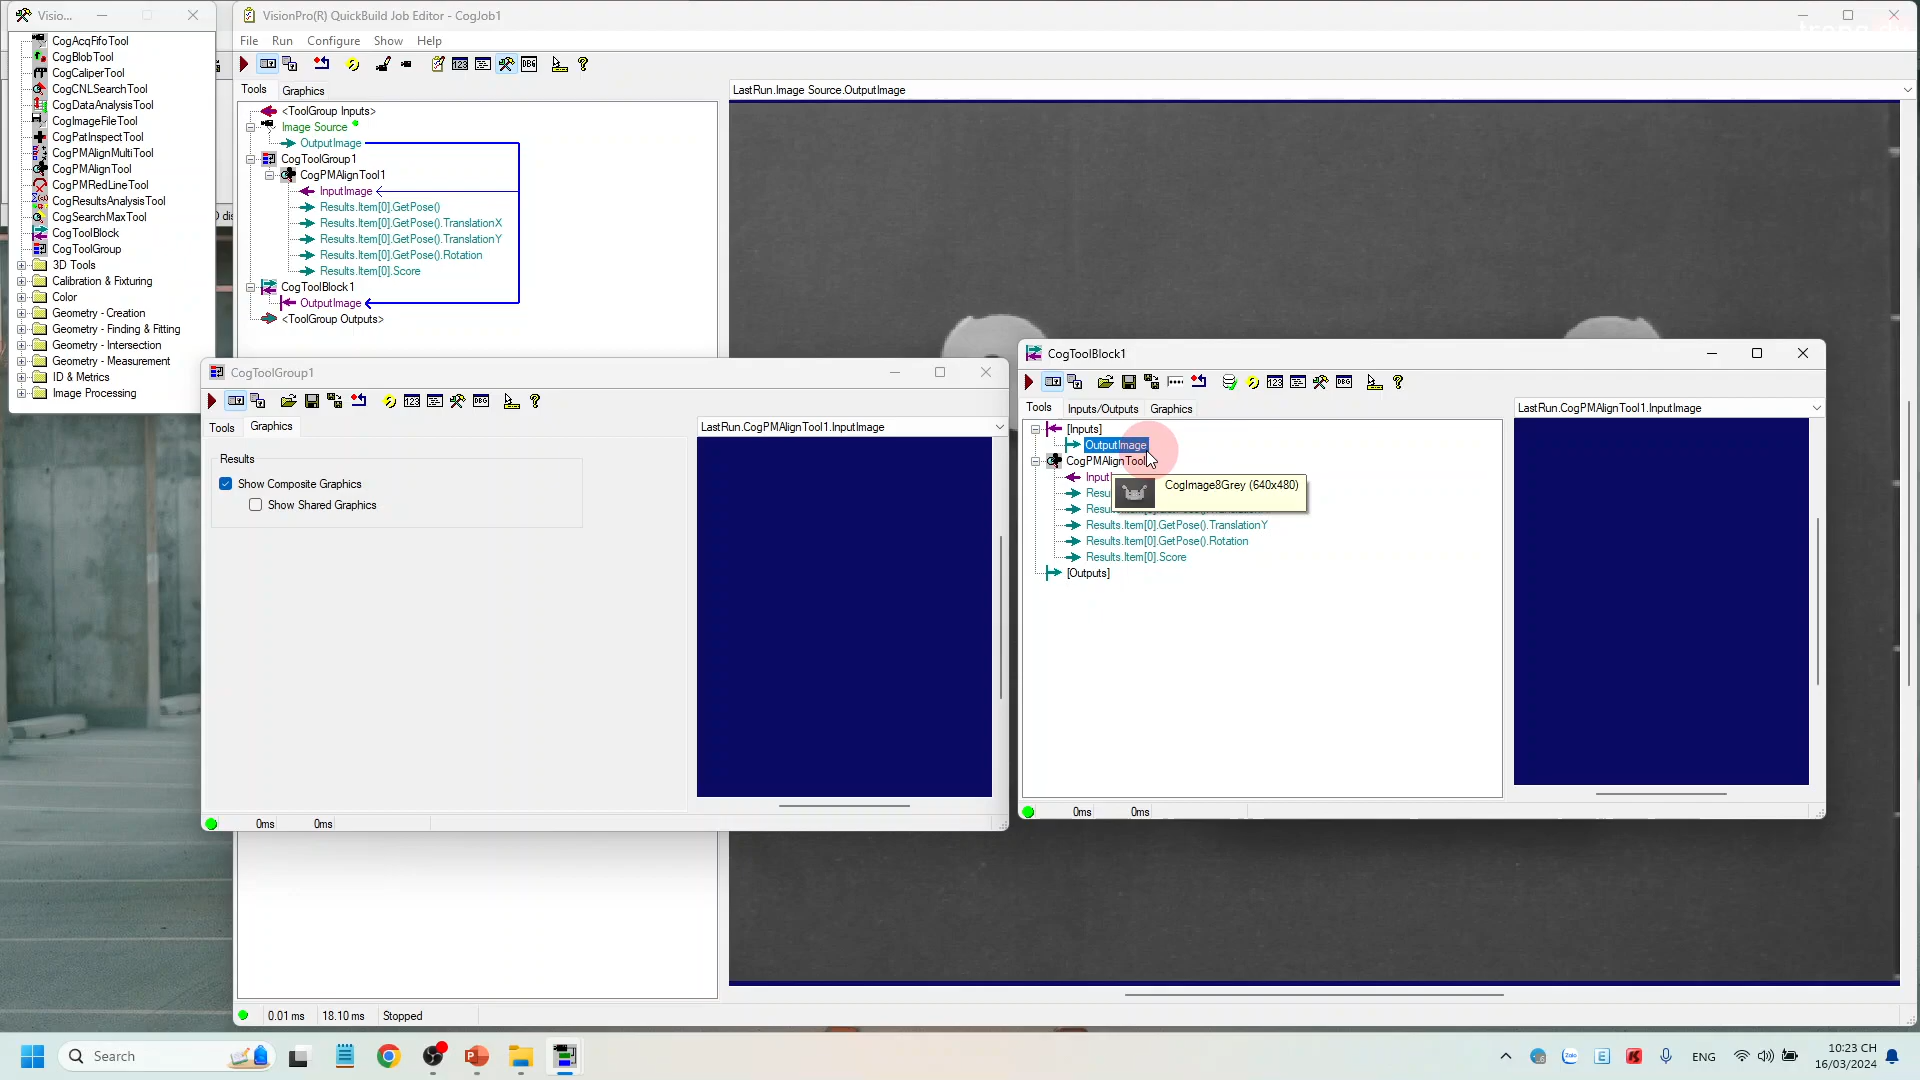 Visio...
CogAcqFifoTool
CogBlobTool
CogCaliperTool
CogCNLSearchTool
CogDataAnalysisTool
CogImageFileTool
CogPatInspectTool
CogPMAlignMultiTool
CogPMAlignTool
CogPMRedLineTool
CogResultsAnalysisTool
CogSearchMaxTool
CogToolBlock
CogToolGroup
3D Tools
Calibration & Fixturing
Color
Geometry - Creation
Geometry - Finding & Fitting
Geometry - Intersection
Geometry - Measurement
ID & Metrics
Image Processing
VisionPro(R) QuickBuild Job Editor - CogJob1
File Run Configure Show Help
Tools Graphics
<ToolGroup Inputs>
Image Source
OutputImage
CogToolGroup1
CogPMAlignTool1
InputImage
Results.Item[0].GetPose()
Results.Item[0].GetPose().TranslationX
Results.Item[0].GetPose().TranslationY
Results.Item[0].GetPose().Rotation
Results.Item[0].Score
CogToolBlock1
OutputImage
<ToolGroup Outputs>
LastRun.Image Source.OutputImage
CogToolGroup1
Tools Graphics
Results
Show Composite Graphics
Show Shared Graphics
LastRun.CogPMAlignTool1.InputImage
0ms 0ms
CogToolBlock1
Tools Inputs/Outputs Graphics
[Inputs]
OutputImage
CogPMAlignTool
Input
CogImage8Grey (640x480)
Resu
Results.Item[0].GetPose().TranslationY
Results.Item[0].GetPose().Rotation
Results.Item[0].Score
[Outputs]
LastRun.CogPMAlignTool1.InputImage
0ms 0ms
0.01 ms 18.10 ms Stopped
Search
ENG
10:23 CH
16/03/2024